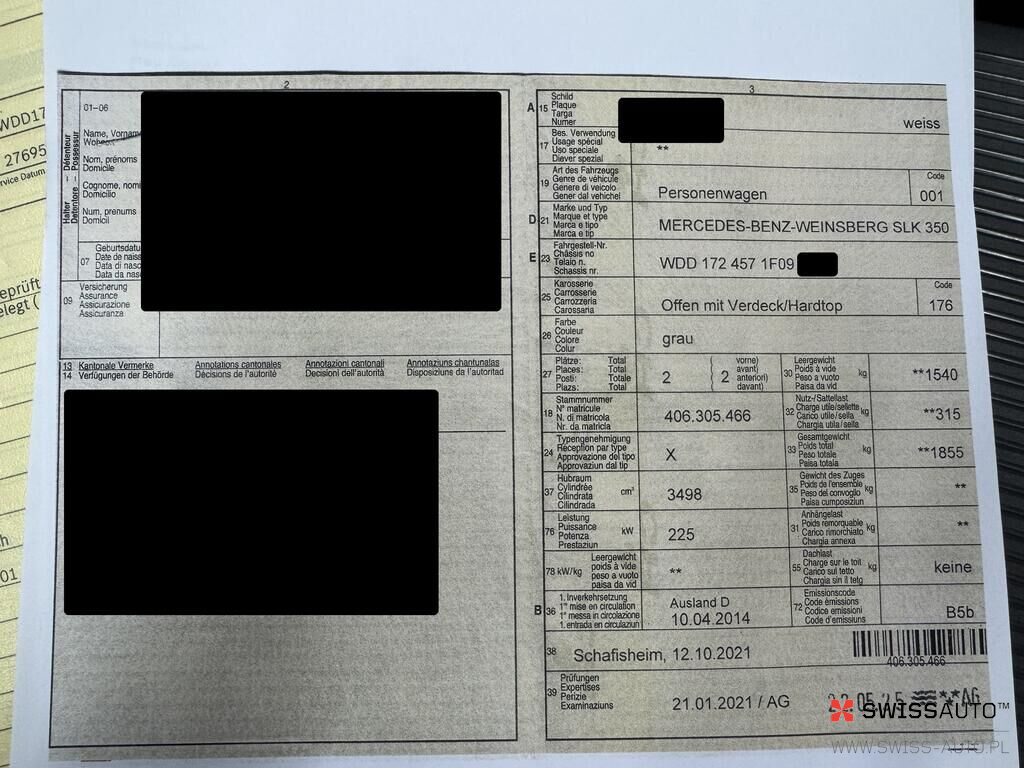 WDD17
27695
rvice Datum
eprüft
elegt (
01
2
01-06
Halter – Détenteur –
Detentore – Possessur
Name, Vornam
Wohnort
Nom, prénoms
Domicile
Cognome, nomi
Domicilio
Num, prenums
Domicil
07
Geburtsdatu
Date de naiss
Data di nasc
Data da nasc
09
Versicherung
Assurance
Assicurazione
Assicuranza
13 Kantonale Vermerke Annotations cantonales Annotazioni cantonali Annotaziuns chantunalas
14 Verfügungen der Behörde Décisions de l'autorité Decisioni dell'autorità Disposiziuns da l'autoritad
3
A 15
Schild
Plaque
Targa
Numer
weiss
17
Bes. Verwendung
Usage spécial
Uso speciale
Diever spezial
**
19
Art des Fahrzeugs
Genre de véhicule
Genere di veicolo
Gener dal vehichel
Personenwagen
Code
001
D 21
Marke und Typ
Marque et type
Marca e tipo
Marca e tip
MERCEDES-BENZ-WEINSBERG SLK 350
E 23
Fahrgestell-Nr.
Châssis no
Telaio n.
Schassis nr.
WDD 172 457 1F09
25
Karosserie
Carrosserie
Carrozzeria
Carossaria
Offen mit Verdeck/Hardtop
Code
176
26
Farbe
Couleur
Colore
Colur
grau
27
Plätze: Total
Places: Total
Posti: Totale
Plazs: Total
2
( 2
vorne)
avant)
anteriori)
davant)
30
Leergewicht
Poids à vide
Peso a vuoto
Paisa da vid
kg
**1540
18
Stammnummer
N° matricule
N. di matricola
Nr. da matricla
406.305.466
32
Nutz-/Sattellast
Charge utile/sellette
Carico utile/sella
Chargia utila/sella
kg
**315
24
Typengenehmigung
Réception par type
Approvazione del tipo
Approvaziun dal tip
X
33
Gesamtgewicht
Poids total
Peso totale
Paisa totala
kg
**1855
37
Hubraum
Cylindrée
Cilindrata
Cilindrada
cm³
3498
35
Gewicht des Zuges
Poids de l'ensemble
Peso del convoglio
Paisa cumposiziun
kg
**
76
Leistung
Puissance
Potenza
Prestaziun
kW
225
31
Anhängelast
Poids remorquable
Carico rimorchiato
Chargia annexa
kg
**
78 kW/kg
Leergewicht
poids à vide
peso a vuoto
paisa da vid
**
55
Dachlast
Charge sur le toit
Carico sul tetto
Chargia sin il tetg
kg
keine
B 36
1. Inverkehrsetzung
1re mise en circulation
1a messa in circolazione
1. entrada en circulaziun
Ausland D
10.04.2014
72
Emissionscode
Code émissions
Codice emissioni
Code d'emissiuns
B5b
38
Schafisheim, 12.10.2021
406.305.466
39
Prüfungen
Expertises
Perizie
Examinaziuns
21.01.2021 / AG
**AG
SWISSAUTO™
WWW.SWISS-AUTO.PL